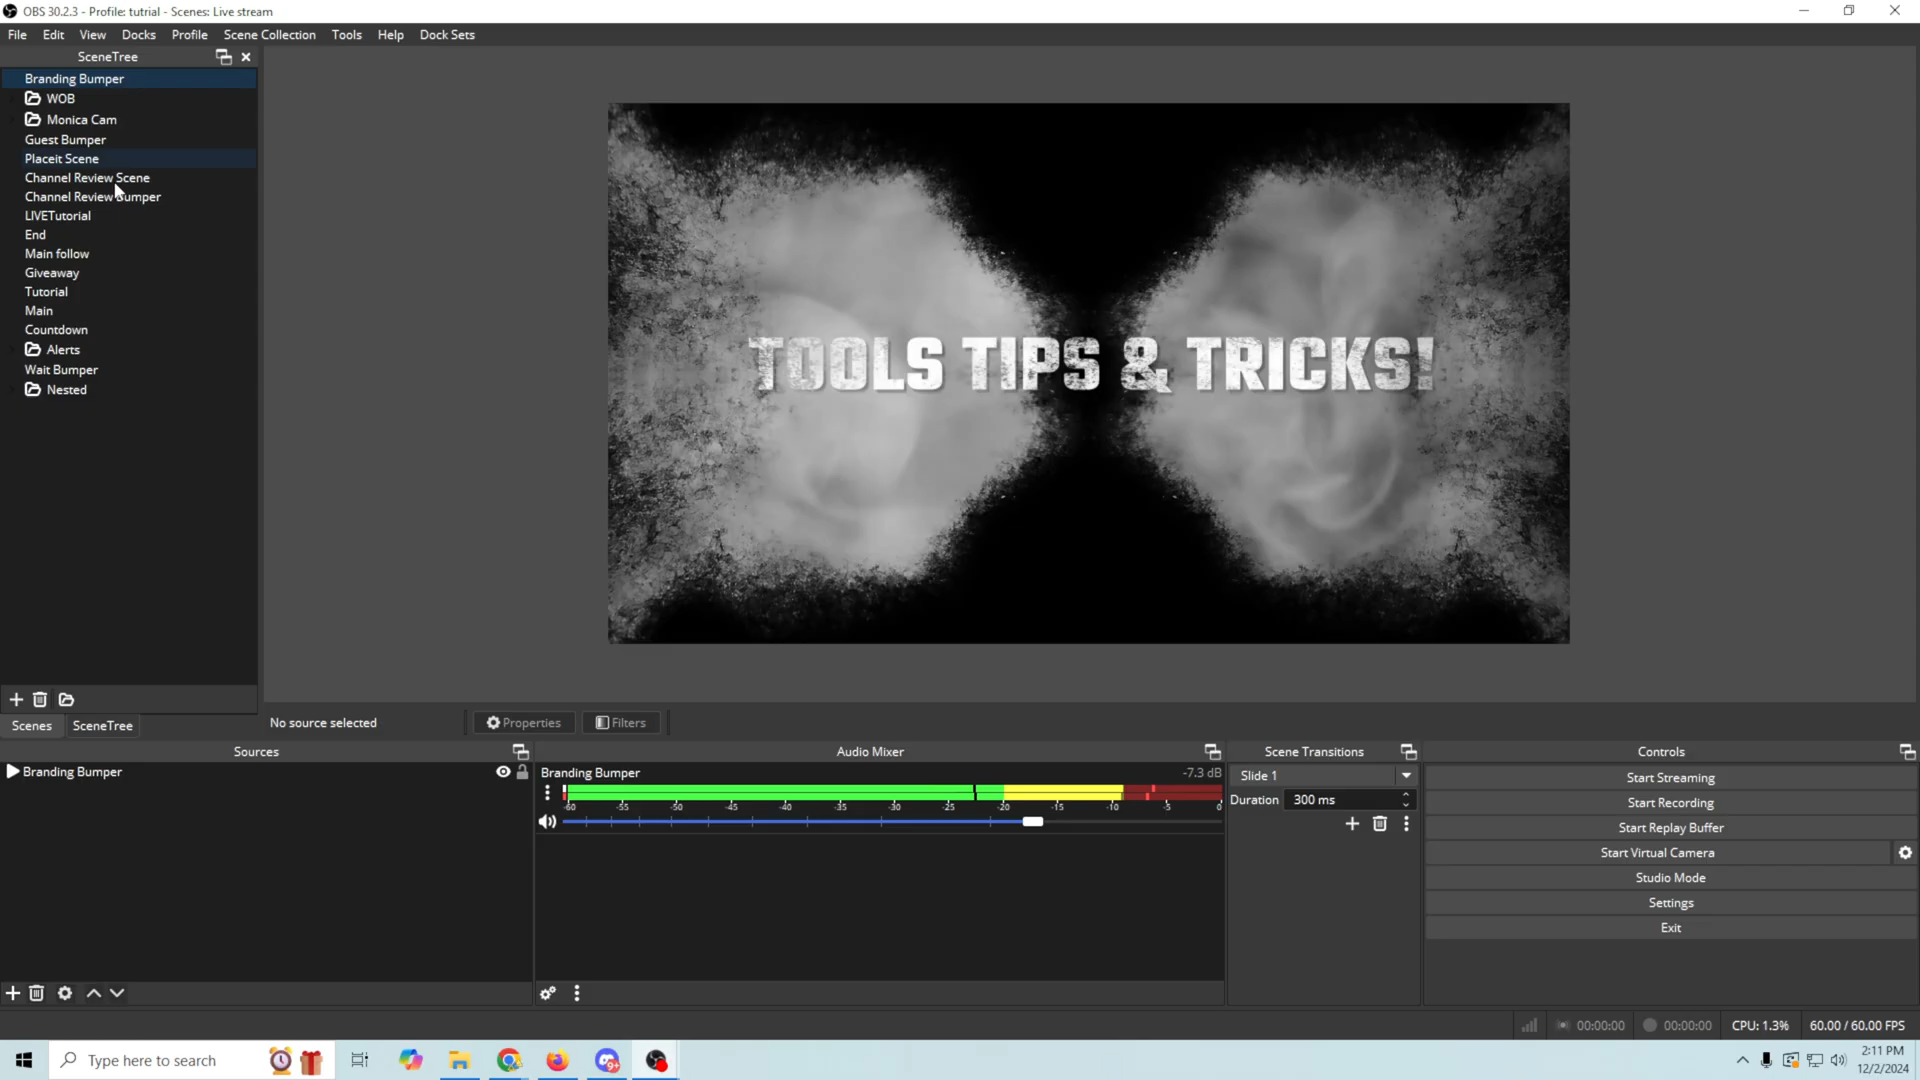 OBS 30.2.3 - Profile: tutrial - Scenes: Live stream
File Edit View Docks Profile Scene Collection Tools Help Dock Sets
SceneTree
Branding Bumper
WOB
Monica Cam
Guest Bumper
Placeit Scene
Channel Review Scene
Channel Review Bumper
LIVETutorial
End
Main follow
Giveaway
Tutorial
Main
Countdown
Alerts
Wait Bumper
Nested
TOOLS TIPS & TRICKS!
Scenes SceneTree
No source selected Properties Filters
Sources
Branding Bumper
Audio Mixer
Branding Bumper -7.3 dB
-60 -55 -50 -45 -40 -35 -30 -25 -20 -15 -10 -5 0
Scene Transitions
Slide 1
Duration 300 ms
Controls
Start Streaming
Start Recording
Start Replay Buffer
Start Virtual Camera
Studio Mode
Settings
Exit
00:00:00 00:00:00 CPU: 1.3% 60.00 / 60.00 FPS
Type here to search
9+
2:11 PM
12/2/2024